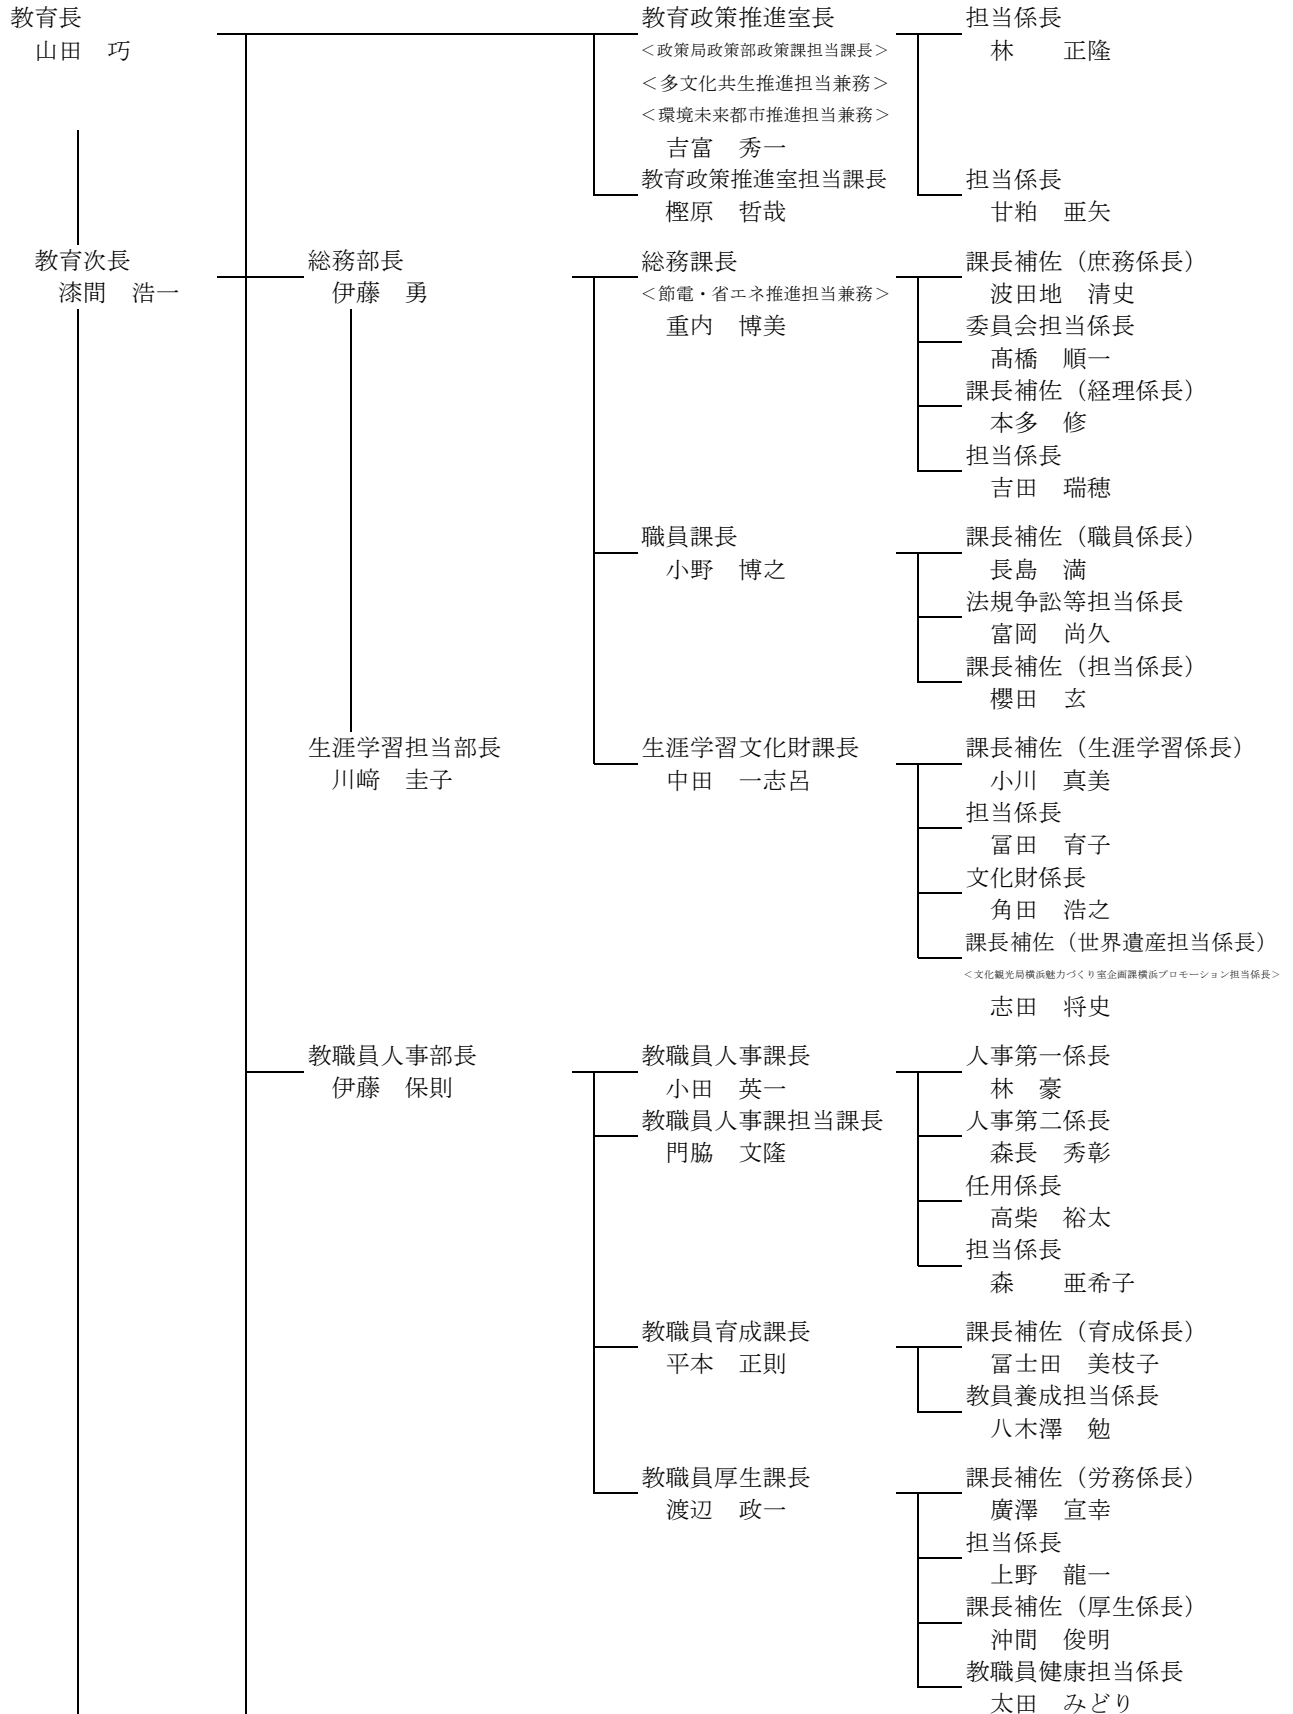 教育長
山田　巧
教育政策推進室長
＜政策局政策部政策課担当課長＞
＜多文化共生推進担当兼務＞
＜環境未来都市推進担当兼務＞
吉富　秀一
教育政策推進室担当課長
樫原　哲哉
担当係長
林　　正隆
担当係長
甘粕　亜矢
教育次長
漆間　浩一
総務部長
伊藤　勇
総務課長
＜節電・省エネ推進担当兼務＞
重内　博美
課長補佐（庶務係長）
波田地　清史
委員会担当係長
髙橋　順一
課長補佐（経理係長）
本多　修
担当係長
吉田　瑞穂
職員課長
小野　博之
課長補佐（職員係長）
長島　満
法規争訟等担当係長
富岡　尚久
課長補佐（担当係長）
櫻田　玄
生涯学習担当部長
川﨑　圭子
生涯学習文化財課長
中田　一志呂
課長補佐（生涯学習係長）
小川　真美
担当係長
冨田　育子
文化財係長
角田　浩之
課長補佐（世界遺産担当係長）
＜文化観光局横浜魅力づくり室企画課横浜プロモーション担当係長＞
志田　将史
教職員人事部長
伊藤　保則
教職員人事課長
小田　英一
教職員人事課担当課長
門脇　文隆
人事第一係長
林　豪
人事第二係長
森長　秀彰
任用係長
高柴　裕太
担当係長
森　　亜希子
教職員育成課長
平本　正則
課長補佐（育成係長）
冨士田　美枝子
教員養成担当係長
八木澤　勉
教職員厚生課長
渡辺　政一
課長補佐（労務係長）
廣澤　宣幸
担当係長
上野　龍一
課長補佐（厚生係長）
沖間　俊明
教職員健康担当係長
太田　みどり